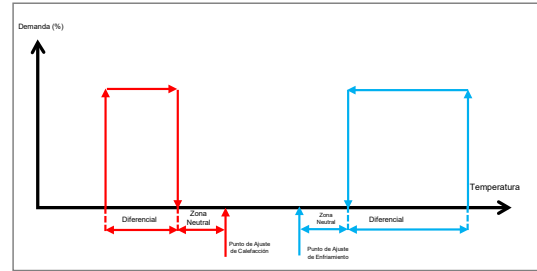 Demanda (%)
Temperatura
Diferencial
Zona
Neutral
Zona
Neutral
Diferencial
Punto de Ajuste
de Calefacción
Punto de Ajuste
de Enfriamiento